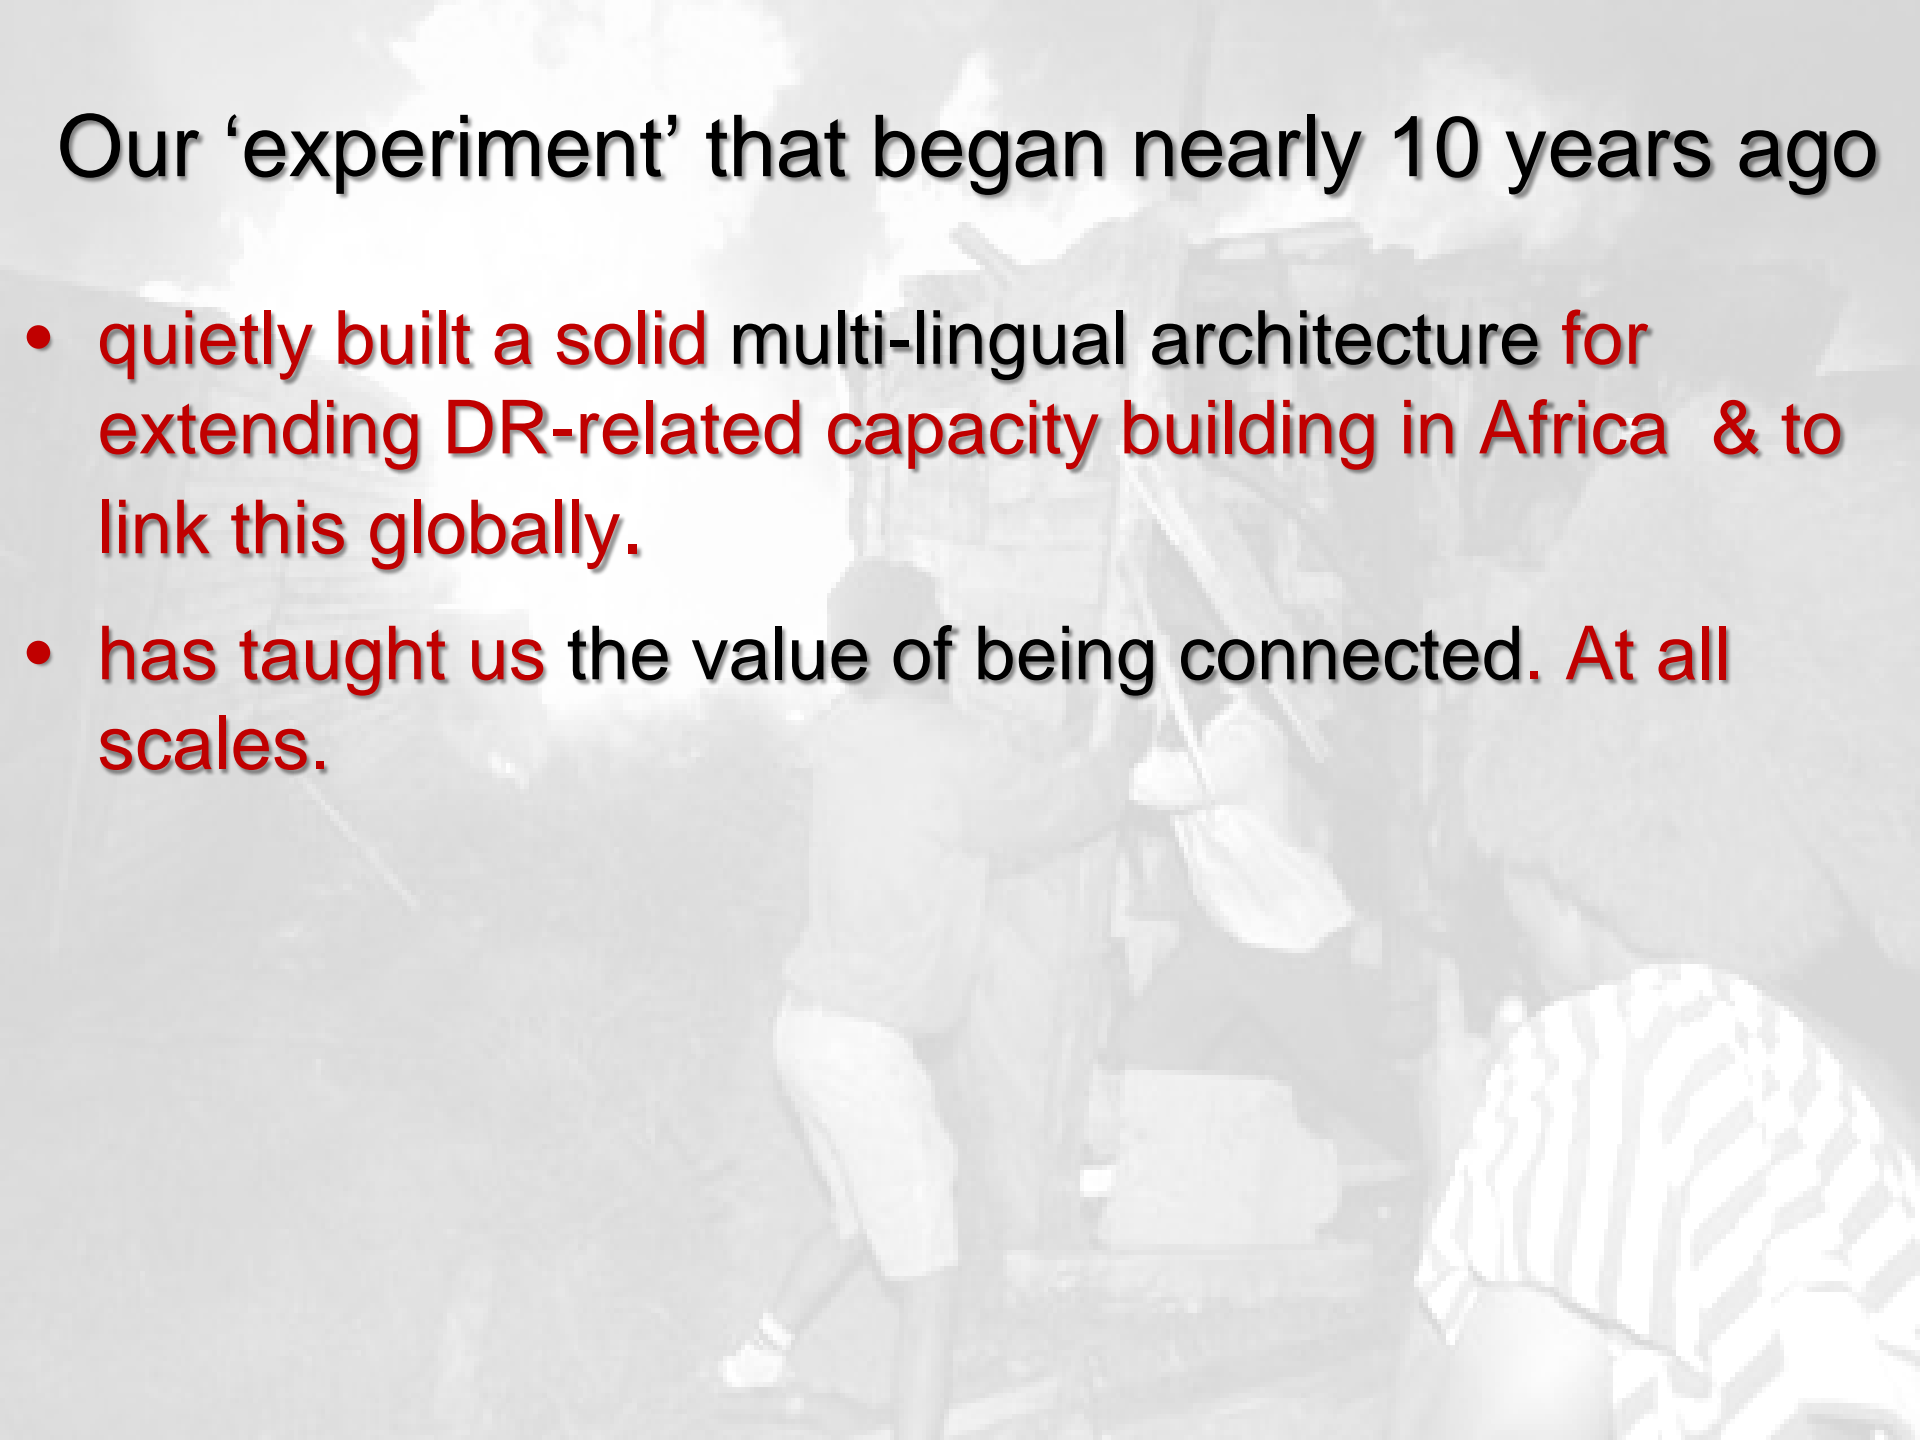 Our ‘experiment’ that began nearly 10 years ago
• quietly built a solid multi-lingual architecture for
extending DR-related capacity building in Africa  & to
link this globally.
• has taught us the value of being connected. At all
scales.